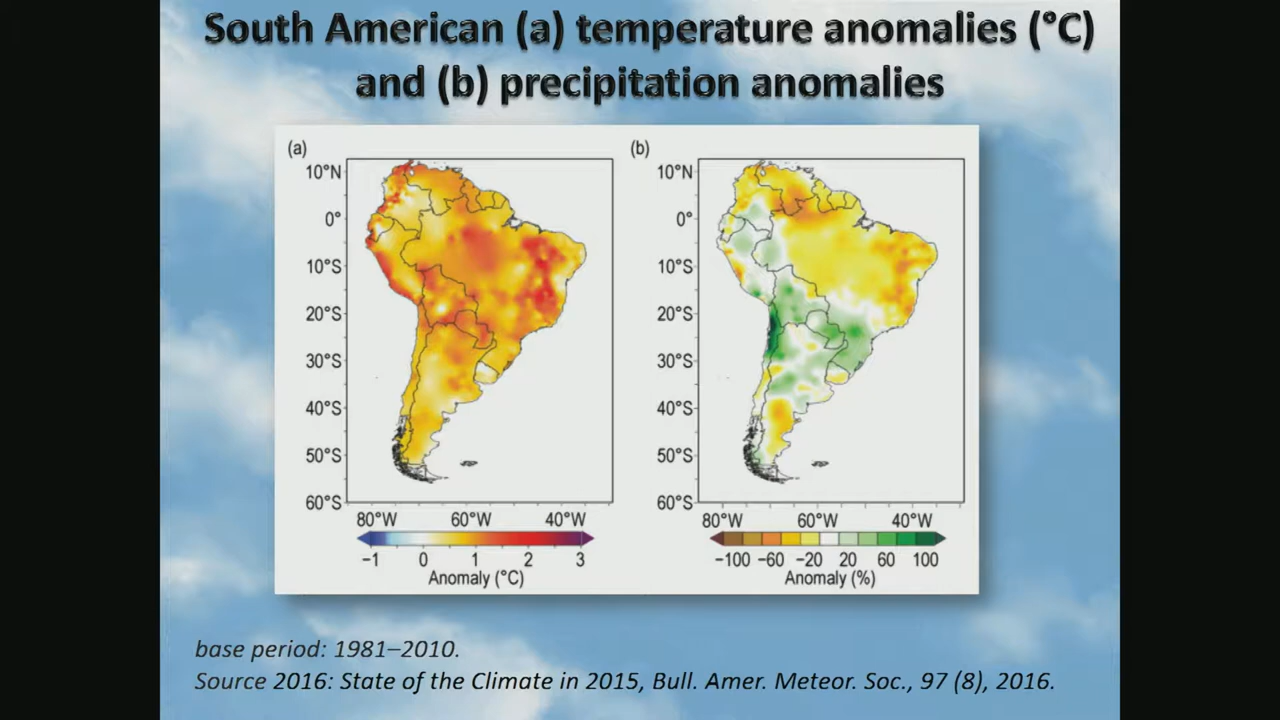 South American (a) temperature anomalies (°C)
and (b) precipitation anomalies
(a)
10°N
0°
10°S
20°S
30°S
40°S
50°S
60°S
80°W 60°W 40°W
−1 0 1 2 3
Anomaly (°C)
(b)
10°N
0°
10°S
20°S
30°S
40°S
50°S
60°S
80°W 60°W 40°W
−100 −60 −20 20 60 100
Anomaly (%)
base period: 1981–2010.
Source 2016: State of the Climate in 2015, Bull. Amer. Meteor. Soc., 97 (8), 2016.